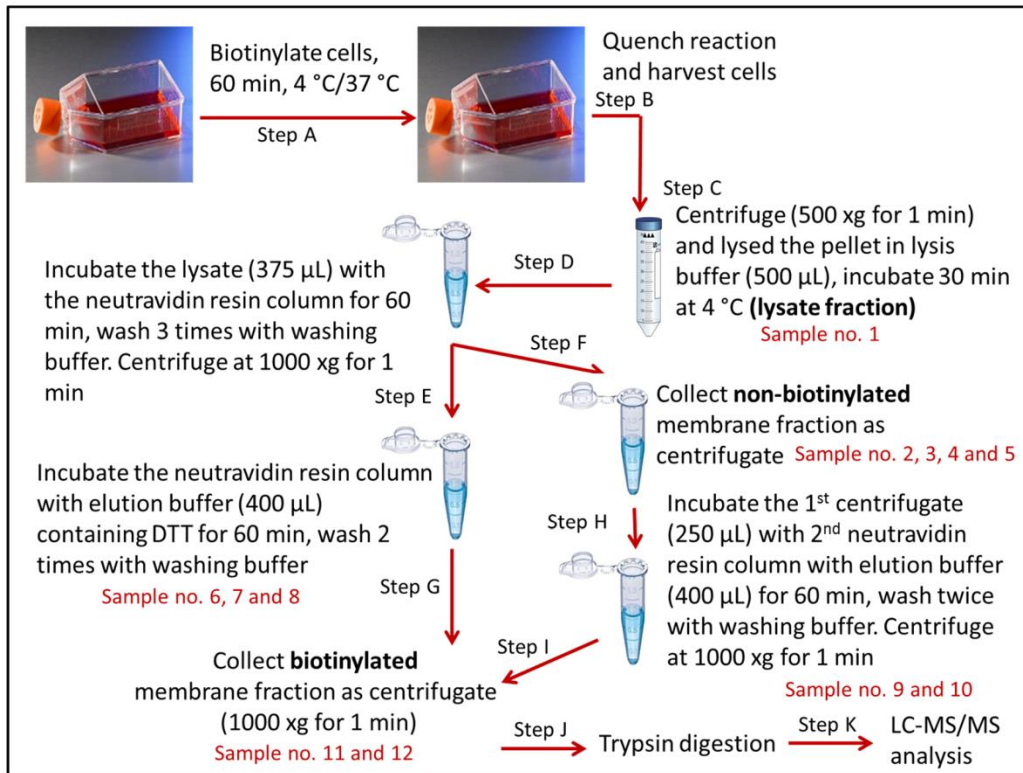 Biotinylate cells,
60 min, 4 °C/37 °C
Step A
Quench reaction
and harvest cells
Step B
Step C
Centrifuge (500 xg for 1 min)
and lysed the pellet in lysis
buffer (500 µL), incubate 30 min
at 4 °C (lysate fraction)
Sample no. 1
Step D
Incubate the lysate (375 µL) with
the neutravidin resin column for 60
min, wash 3 times with washing
buffer. Centrifuge at 1000 xg for 1
min
Step F
Step E
Collect non-biotinylated
membrane fraction as
centrifugate
Sample no. 2, 3, 4 and 5
Incubate the neutravidin resin column
with elution buffer (400 µL)
containing DTT for 60 min, wash 2
times with washing buffer
Sample no. 6, 7 and 8
Step H
Incubate the 1st centrifugate
(250 µL) with 2nd neutravidin
resin column with elution buffer
(400 µL) for 60 min, wash twice
with washing buffer. Centrifuge
at 1000 xg for 1 min
Sample no. 9 and 10
Step G
Step I
Collect biotinylated
membrane fraction as centrifugate
(1000 xg for 1 min)
Sample no. 11 and 12
Step J
Trypsin digestion
Step K
LC-MS/MS
analysis